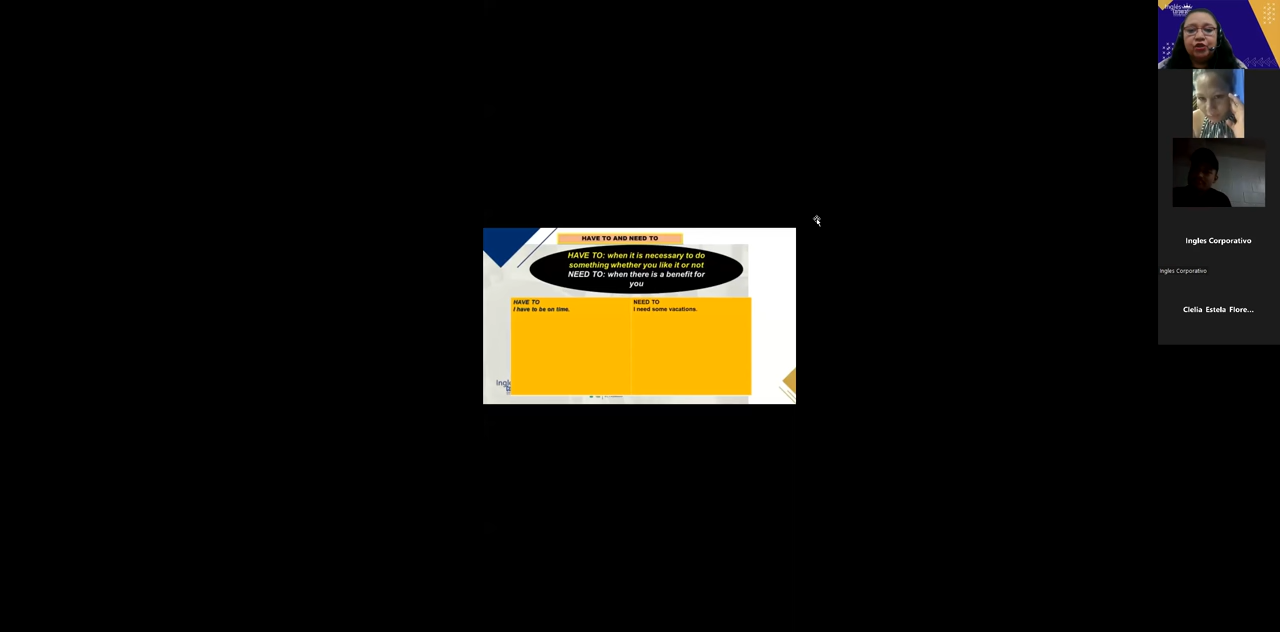 Inglés
HAVE TO AND NEED TO
HAVE TO: when it is necessary to do
something whether you like it or not
NEED TO: when there is a benefit for
you
HAVE TO
I have to be on time.
NEED TO
I need some vacations.
Ingl
Ingles Corporativo
Ingles Corporativo
Clelia Estela Flore...